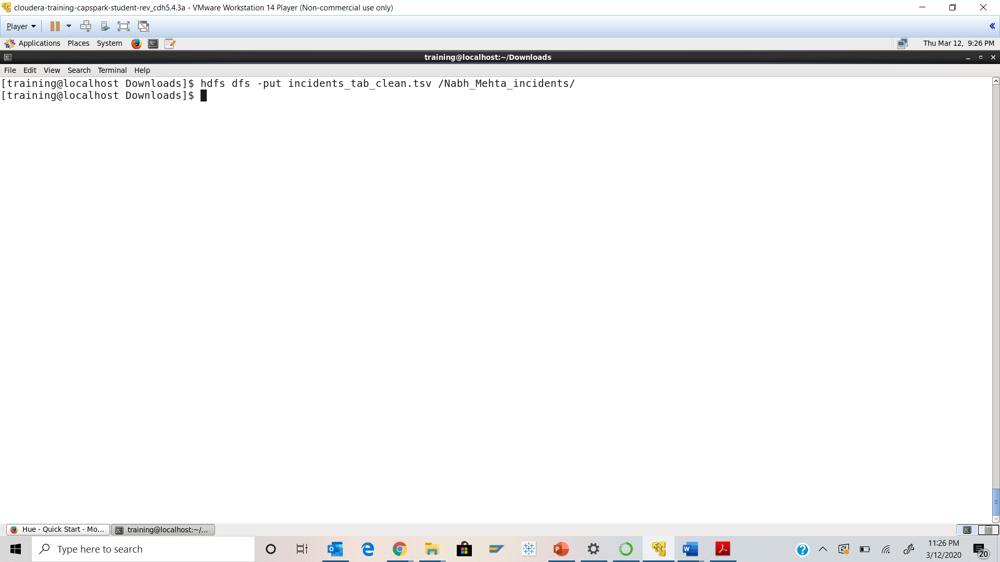 cloudera-training-capspark-student-rev_cdh5.4.3a - VMware Workstation 14 Player (Non-commercial use only)
Player
Applications Places System Thu Mar 12, 9:26 PM
training@localhost:~/Downloads
File Edit View Search Terminal Help
[training@localhost Downloads]$ hdfs dfs -put incidents_tab_clean.tsv /Nabh_Mehta_incidents/
[training@localhost Downloads]$
Hue - Quick Start - Mo... training@localhost:~/...
Type here to search
11:26 PM
3/12/2020
20